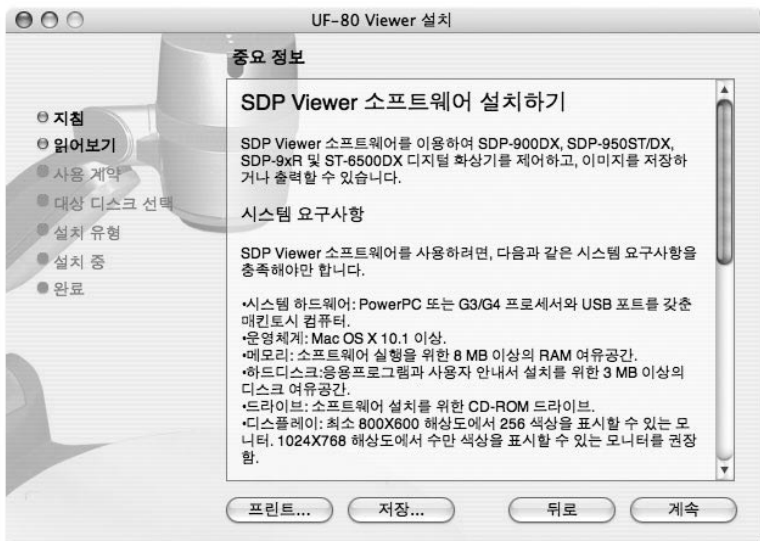 UF-80 Viewer 설치
중요 정보
지침
읽어보기
사용 계약
대상 디스크 선택
설치 유형
설치 중
완료
SDP Viewer 소프트웨어 설치하기
SDP Viewer 소프트웨어를 이용하여 SDP-900DX, SDP-950ST/DX,
SDP-9xR 및 ST-6500DX 디지털 화상기를 제어하고, 이미지를 저장하
거나 출력할 수 있습니다.
시스템 요구사항
SDP Viewer 소프트웨어를 사용하려면, 다음과 같은 시스템 요구사항을
충족해야만 합니다.
•시스템 하드웨어: PowerPC 또는 G3/G4 프로세서와 USB 포트를 갖춘
매킨토시 컴퓨터.
•운영체계: Mac OS X 10.1 이상.
•메모리: 소프트웨어 실행을 위한 8 MB 이상의 RAM 여유공간.
•하드디스크:응용프로그램과 사용자 안내서 설치를 위한 3 MB 이상의
디스크 여유공간.
•드라이브: 소프트웨어 설치를 위한 CD-ROM 드라이브.
•디스플레이: 최소 800X600 해상도에서 256 색상을 표시할 수 있는 모
니터. 1024X768 해상도에서 수만 색상을 표시할 수 있는 모니터를 권장
함.
프린트... 저장... 뒤로 계속